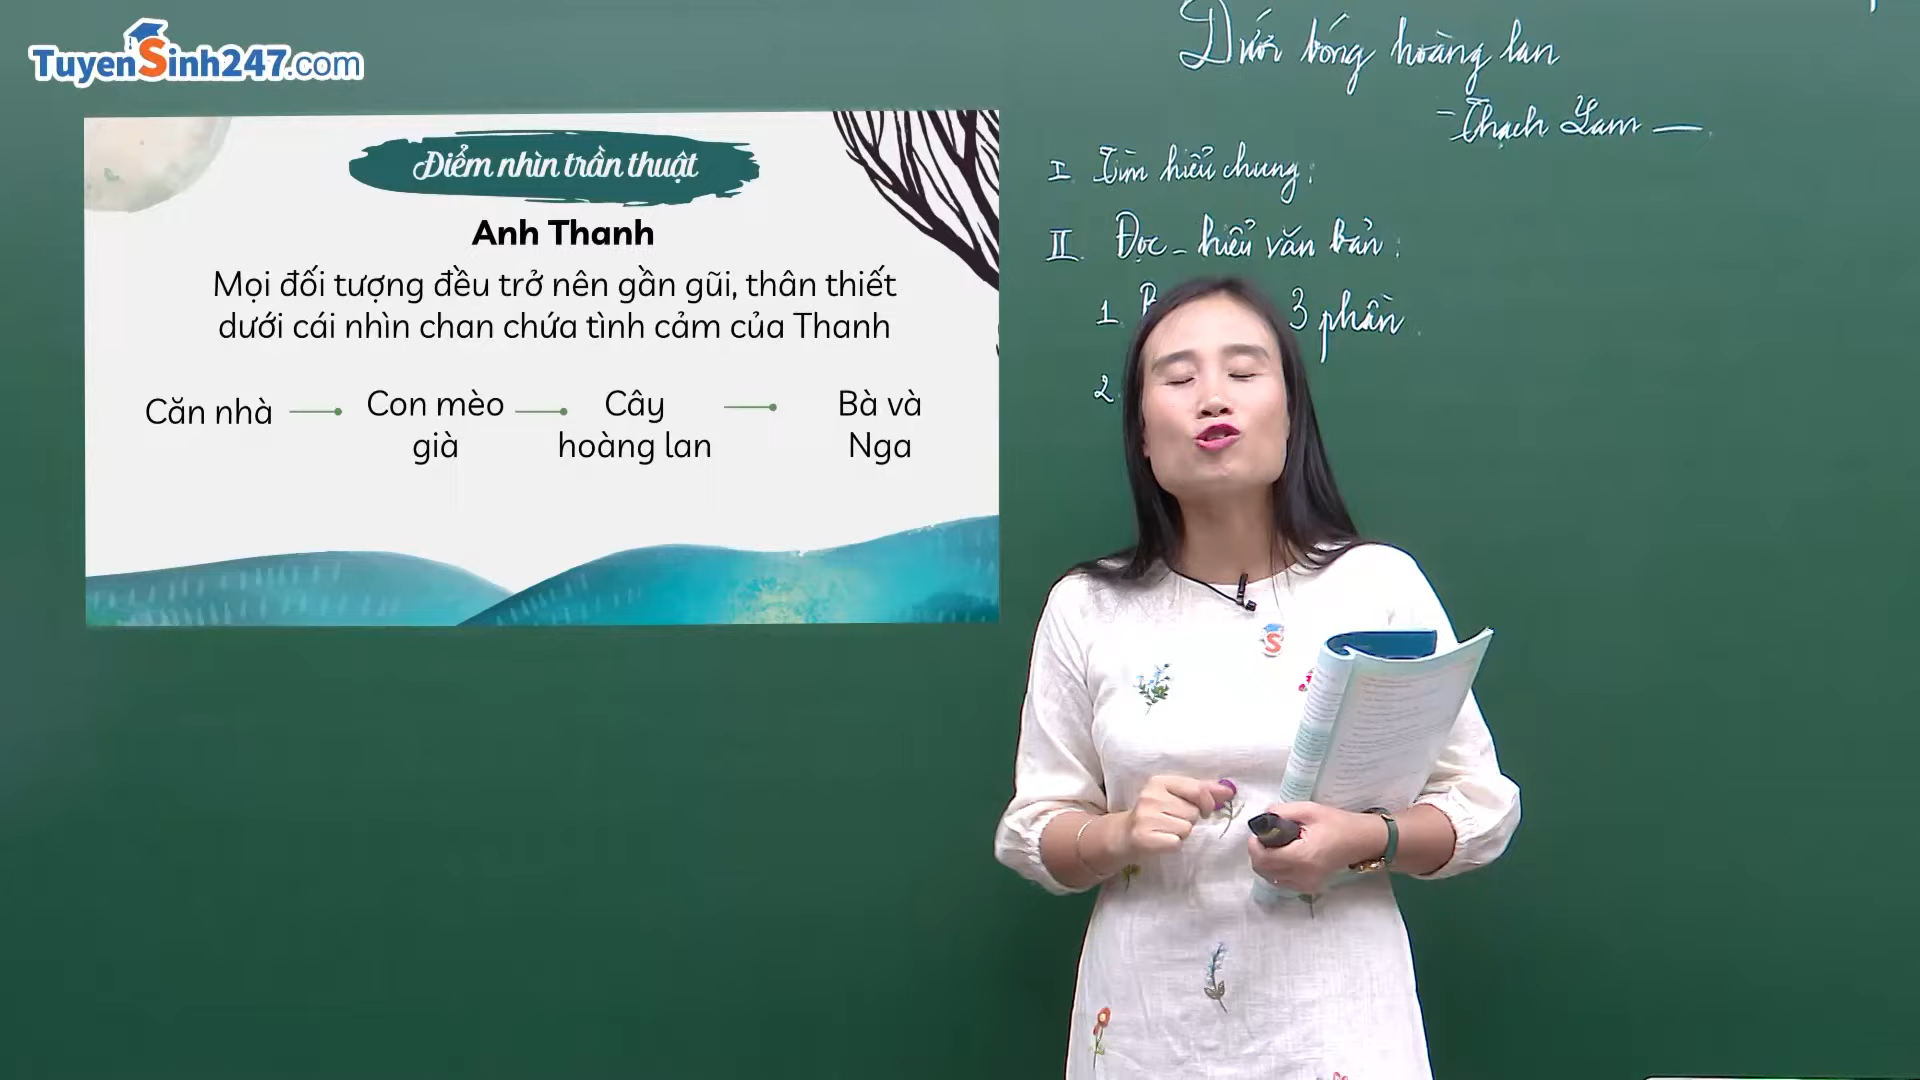 TuyenSinh247.com
Điểm nhìn trần thuật
Anh Thanh
Mọi đối tượng đều trở nên gần gũi, thân thiết
dưới cái nhìn chan chứa tình cảm của Thanh
Căn nhà
Con mèo
già
Cây
hoàng lan
Bà và
Nga
Dưới bóng hoàng lan
- Thạch Lam -
I. Tìm hiểu chung:
II. Đọc - hiểu văn bản:
1. 3 phần
2.
S